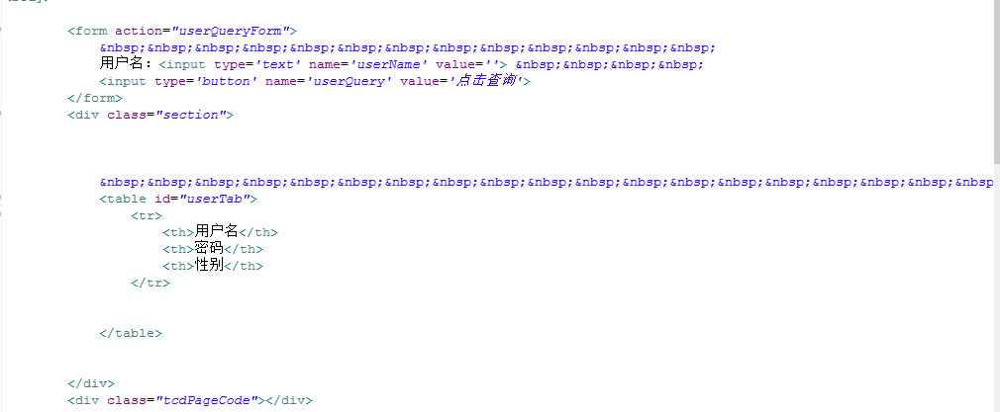 <form action="userQueryForm">
&nbsp;&nbsp;&nbsp;&nbsp;&nbsp;&nbsp;&nbsp;&nbsp;&nbsp;&nbsp;&nbsp;&nbsp;&nbsp;
用户名：<input type='text' name='userName' value=''> &nbsp;&nbsp;&nbsp;&nbsp;
<input type='button' name='userQuery' value='点击查询'>
</form>
<div class="section">
&nbsp;&nbsp;&nbsp;&nbsp;&nbsp;&nbsp;&nbsp;&nbsp;&nbsp;&nbsp;&nbsp;&nbsp;&nbsp;&nbsp;&nbsp;&nbsp;&nbsp;&nbsp;&nbsp
<table id="userTab">
<tr>
<th>用户名</th>
<th>密码</th>
<th>性别</th>
</tr>
</table>
</div>
<div class="tcdPageCode"></div>